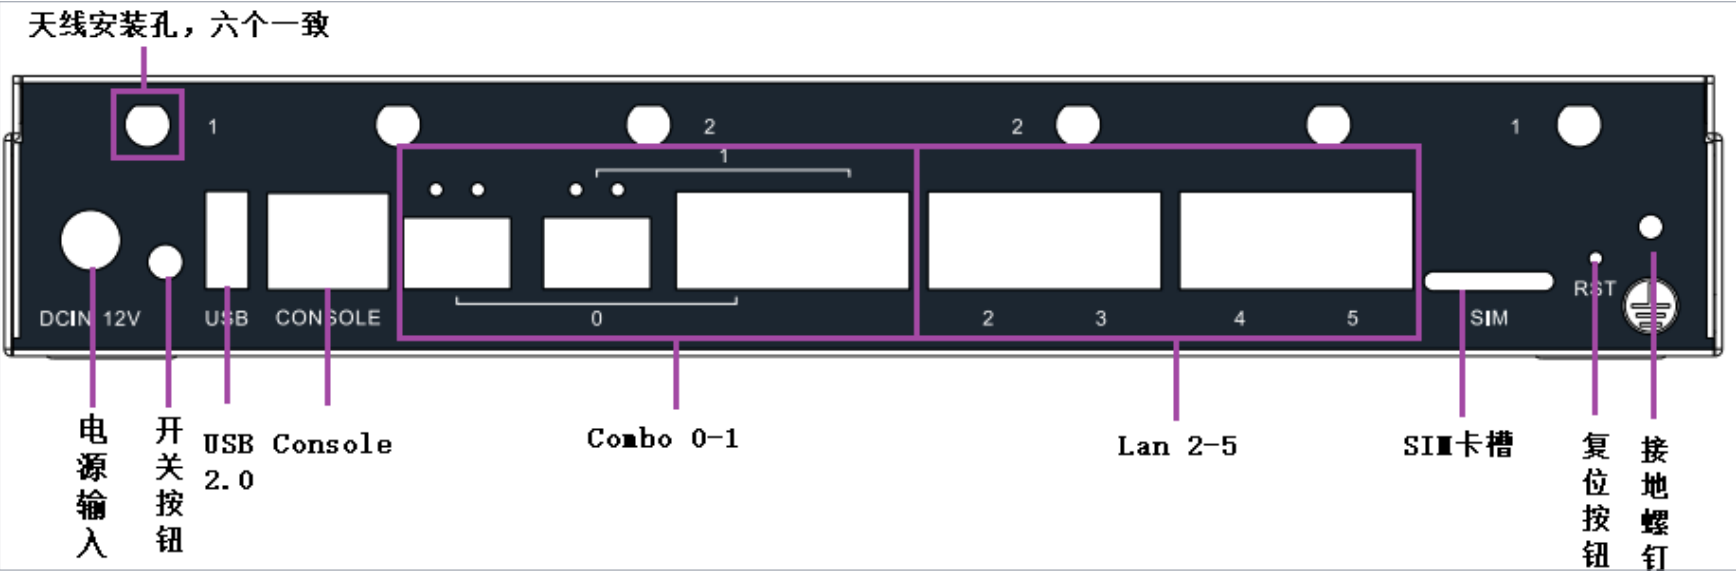 天线安装孔，六个一致
1
2
2
1
1
DCIN 12V
USB
CONSOLE
0
2
3
4
5
SIM
RST
电源输入
开关按钮
USB 2.0
Console
Combo 0-1
Lan 2-5
SIM卡槽
复位按钮
接地螺钉